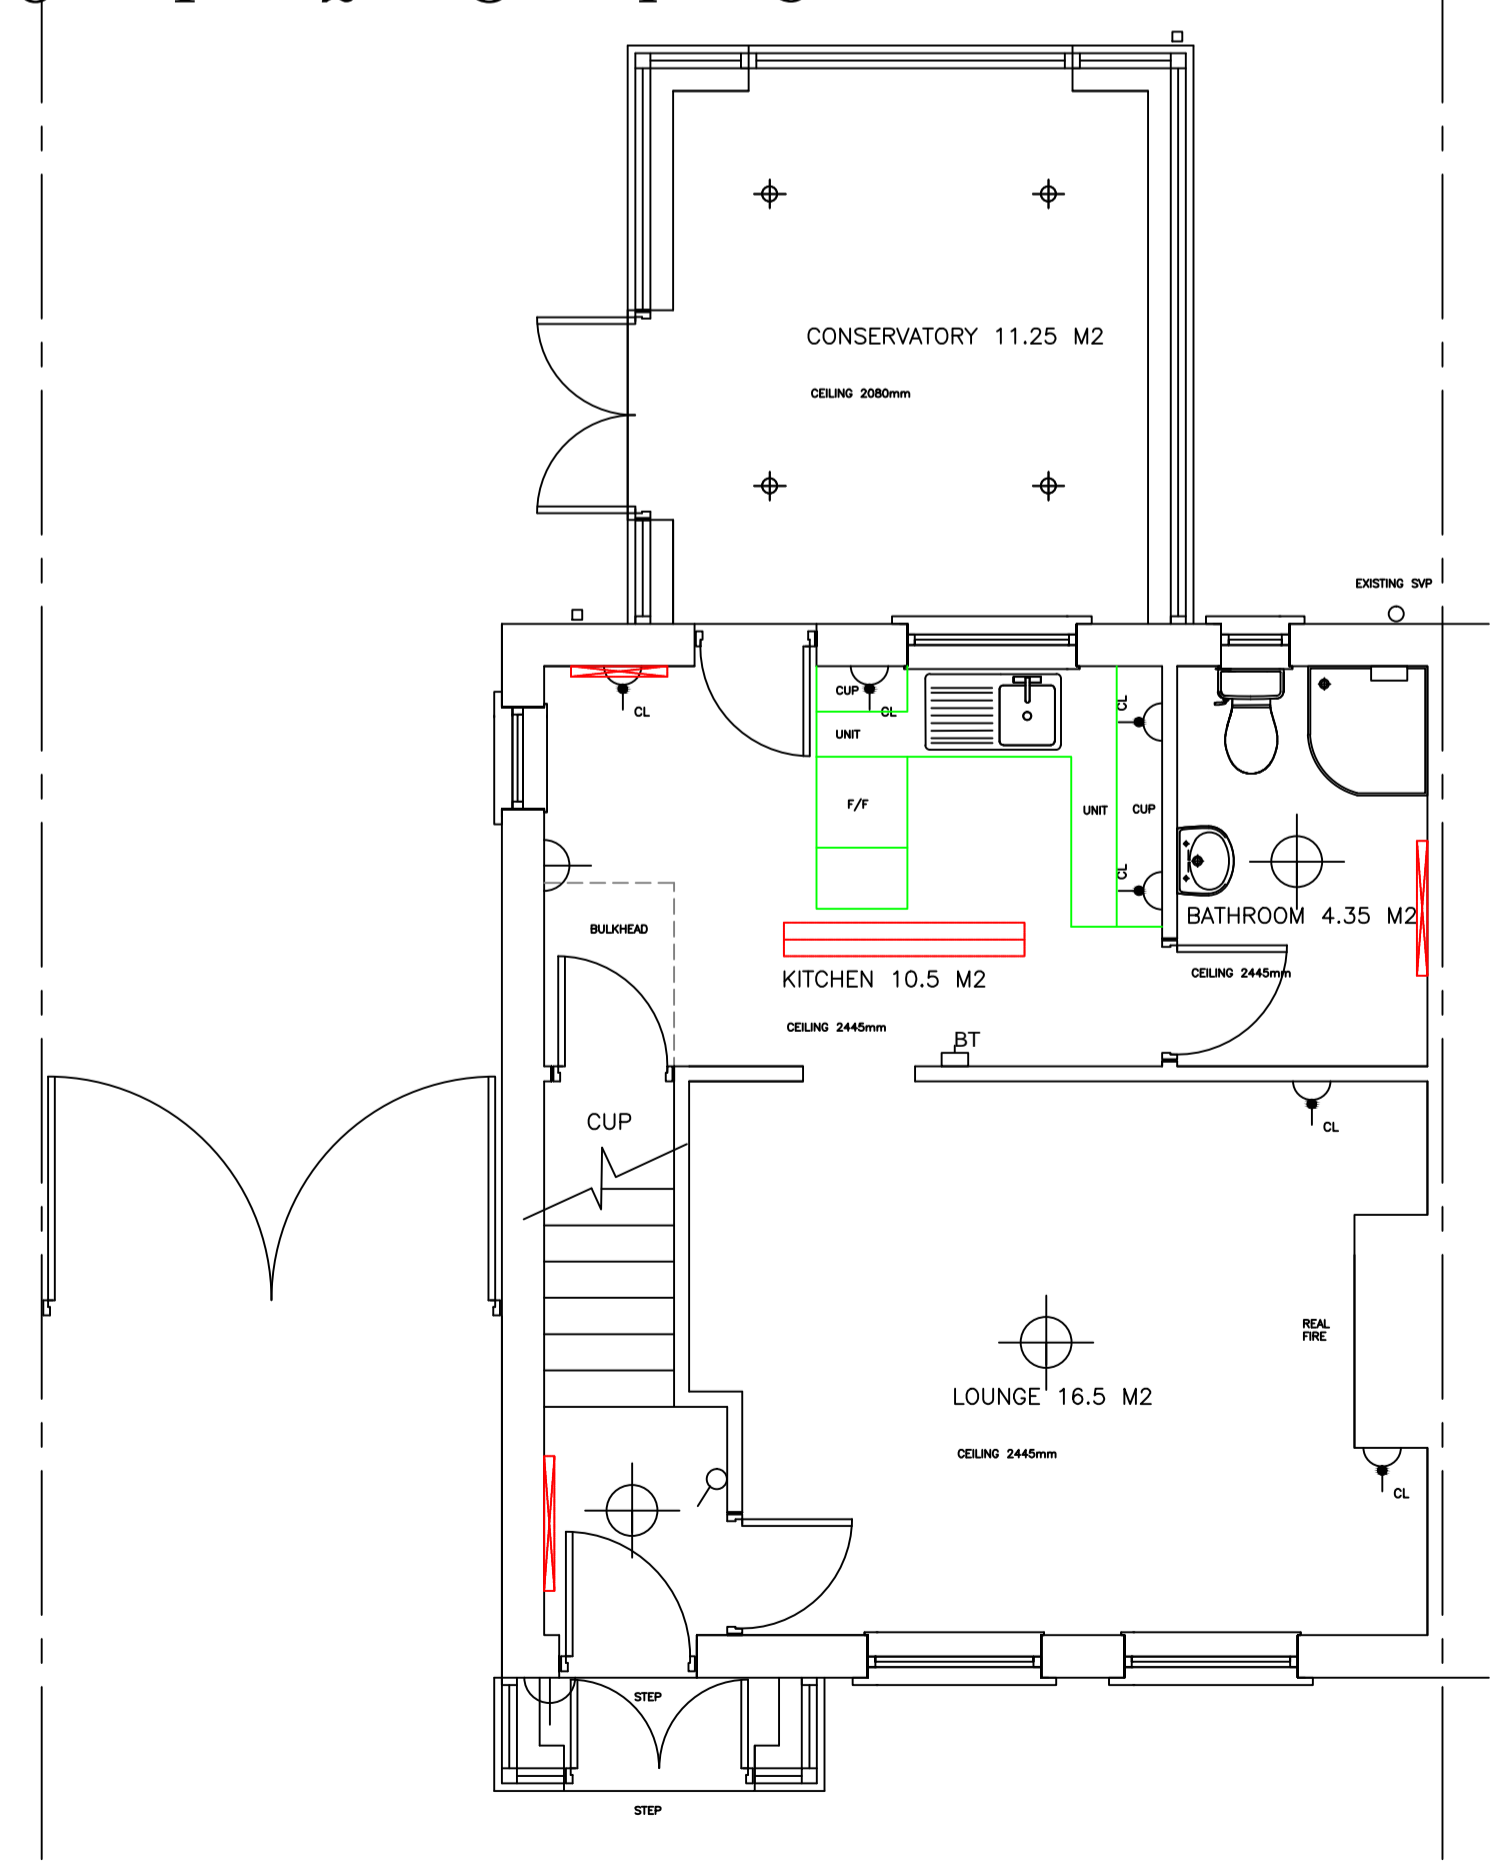 CONSERVATORY 11.25 M2
CEILING 2080mm
EXISTING SVP
CL
CUP
CL
UNIT
CL
F/F
UNIT
CUP
CL
BATHROOM 4.35 M2
BULKHEAD
CEILING 2445mm
KITCHEN 10.5 M2
CEILING 2445mm
BT
CUP
CL
REAL
FIRE
LOUNGE 16.5 M2
CEILING 2445mm
CL
STEP
STEP